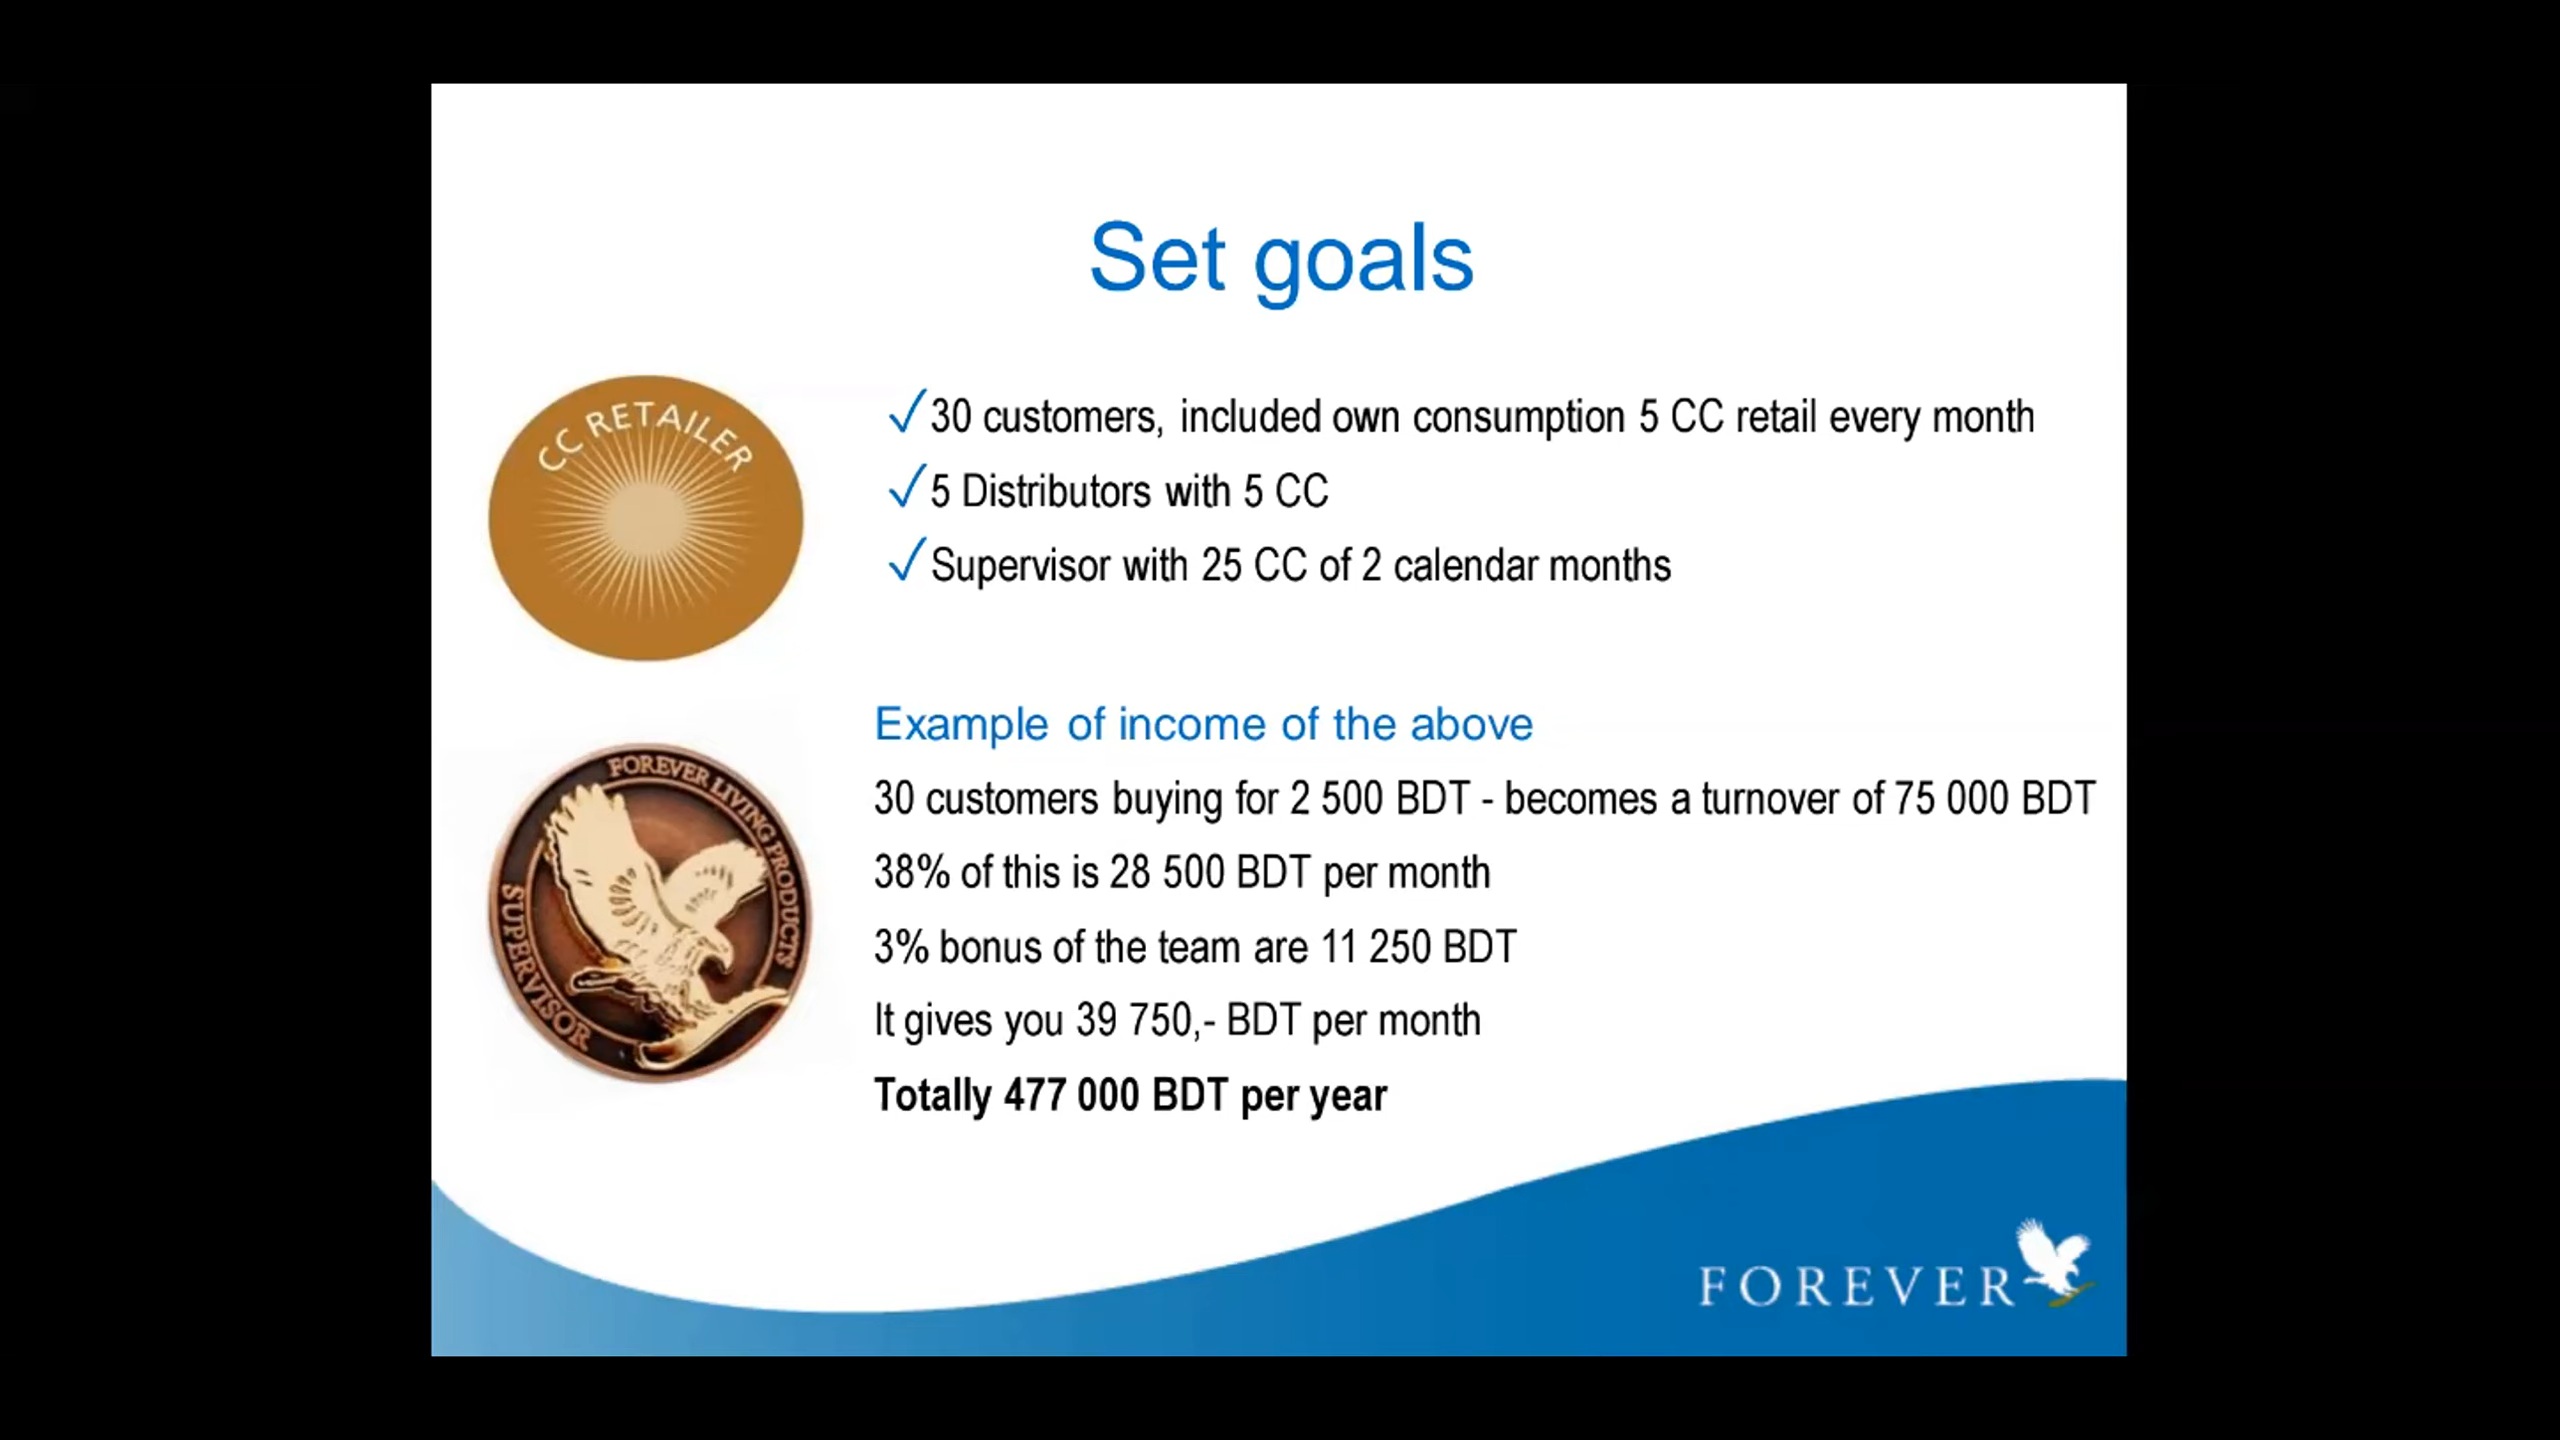 Set goals
CC RETAILER
✓30 customers, included own consumption 5 CC retail every month
✓5 Distributors with 5 CC
✓Supervisor with 25 CC of 2 calendar months
FOREVER LIVING PRODUCTS
SUPERVISOR
Example of income of the above
30 customers buying for 2 500 BDT - becomes a turnover of 75 000 BDT
38% of this is 28 500 BDT per month
3% bonus of the team are 11 250 BDT
It gives you 39 750,- BDT per month
Totally 477 000 BDT per year
FOREVER